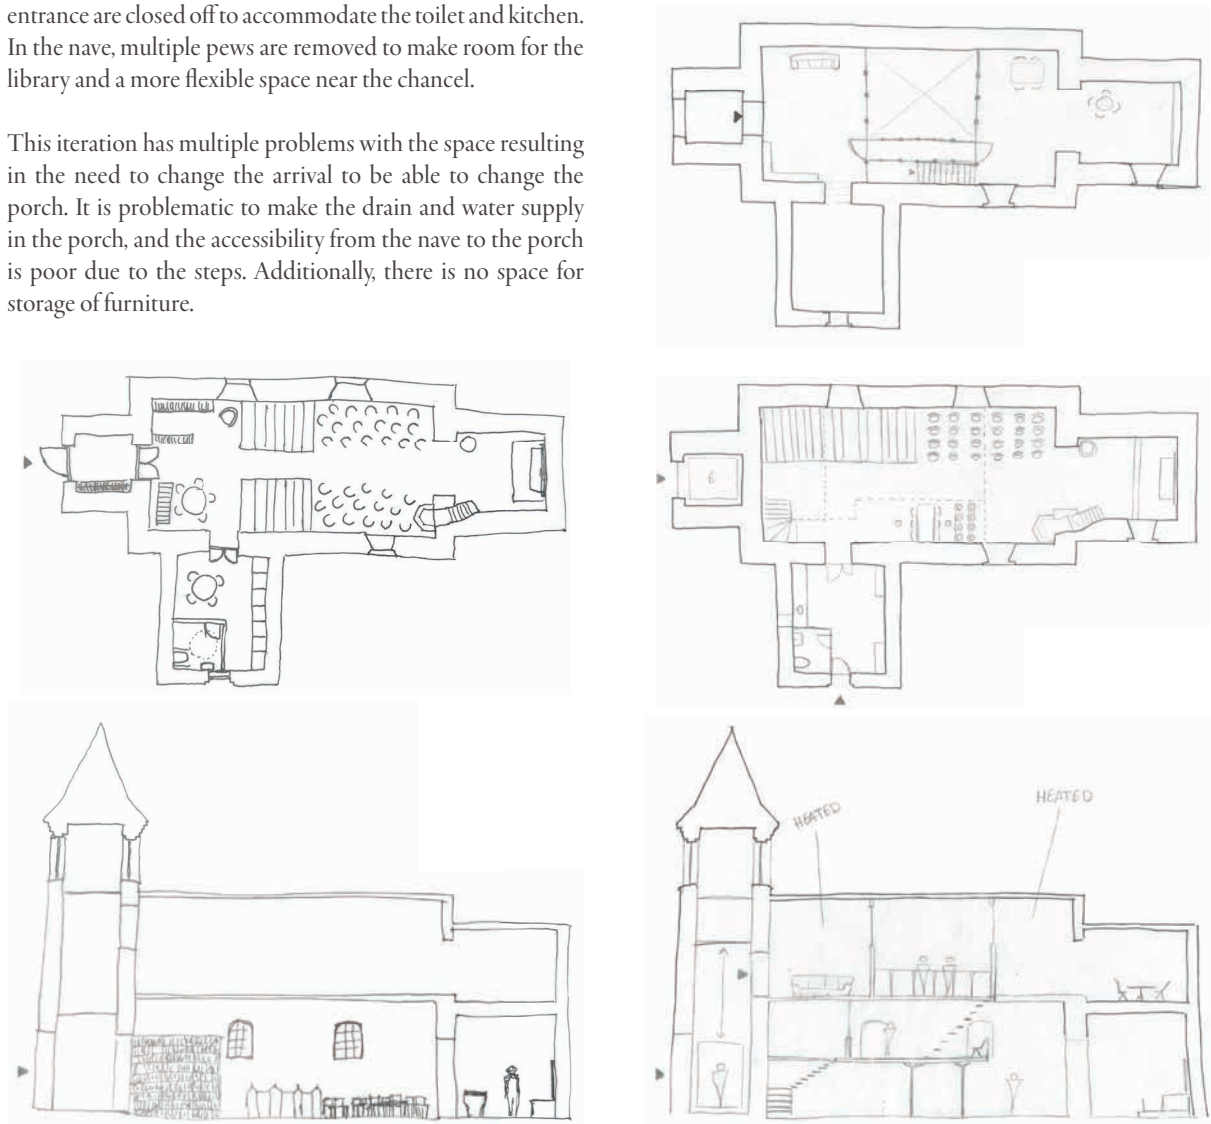 entrance are closed off to accommodate the toilet and kitchen.
In the nave, multiple pews are removed to make room for the
library and a more flexible space near the chancel.
This iteration has multiple problems with the space resulting
in the need to change the arrival to be able to change the
porch. It is problematic to make the drain and water supply
in the porch, and the accessibility from the nave to the porch
is poor due to the steps. Additionally, there is no space for
storage of furniture.
E
HEATED
HEATED